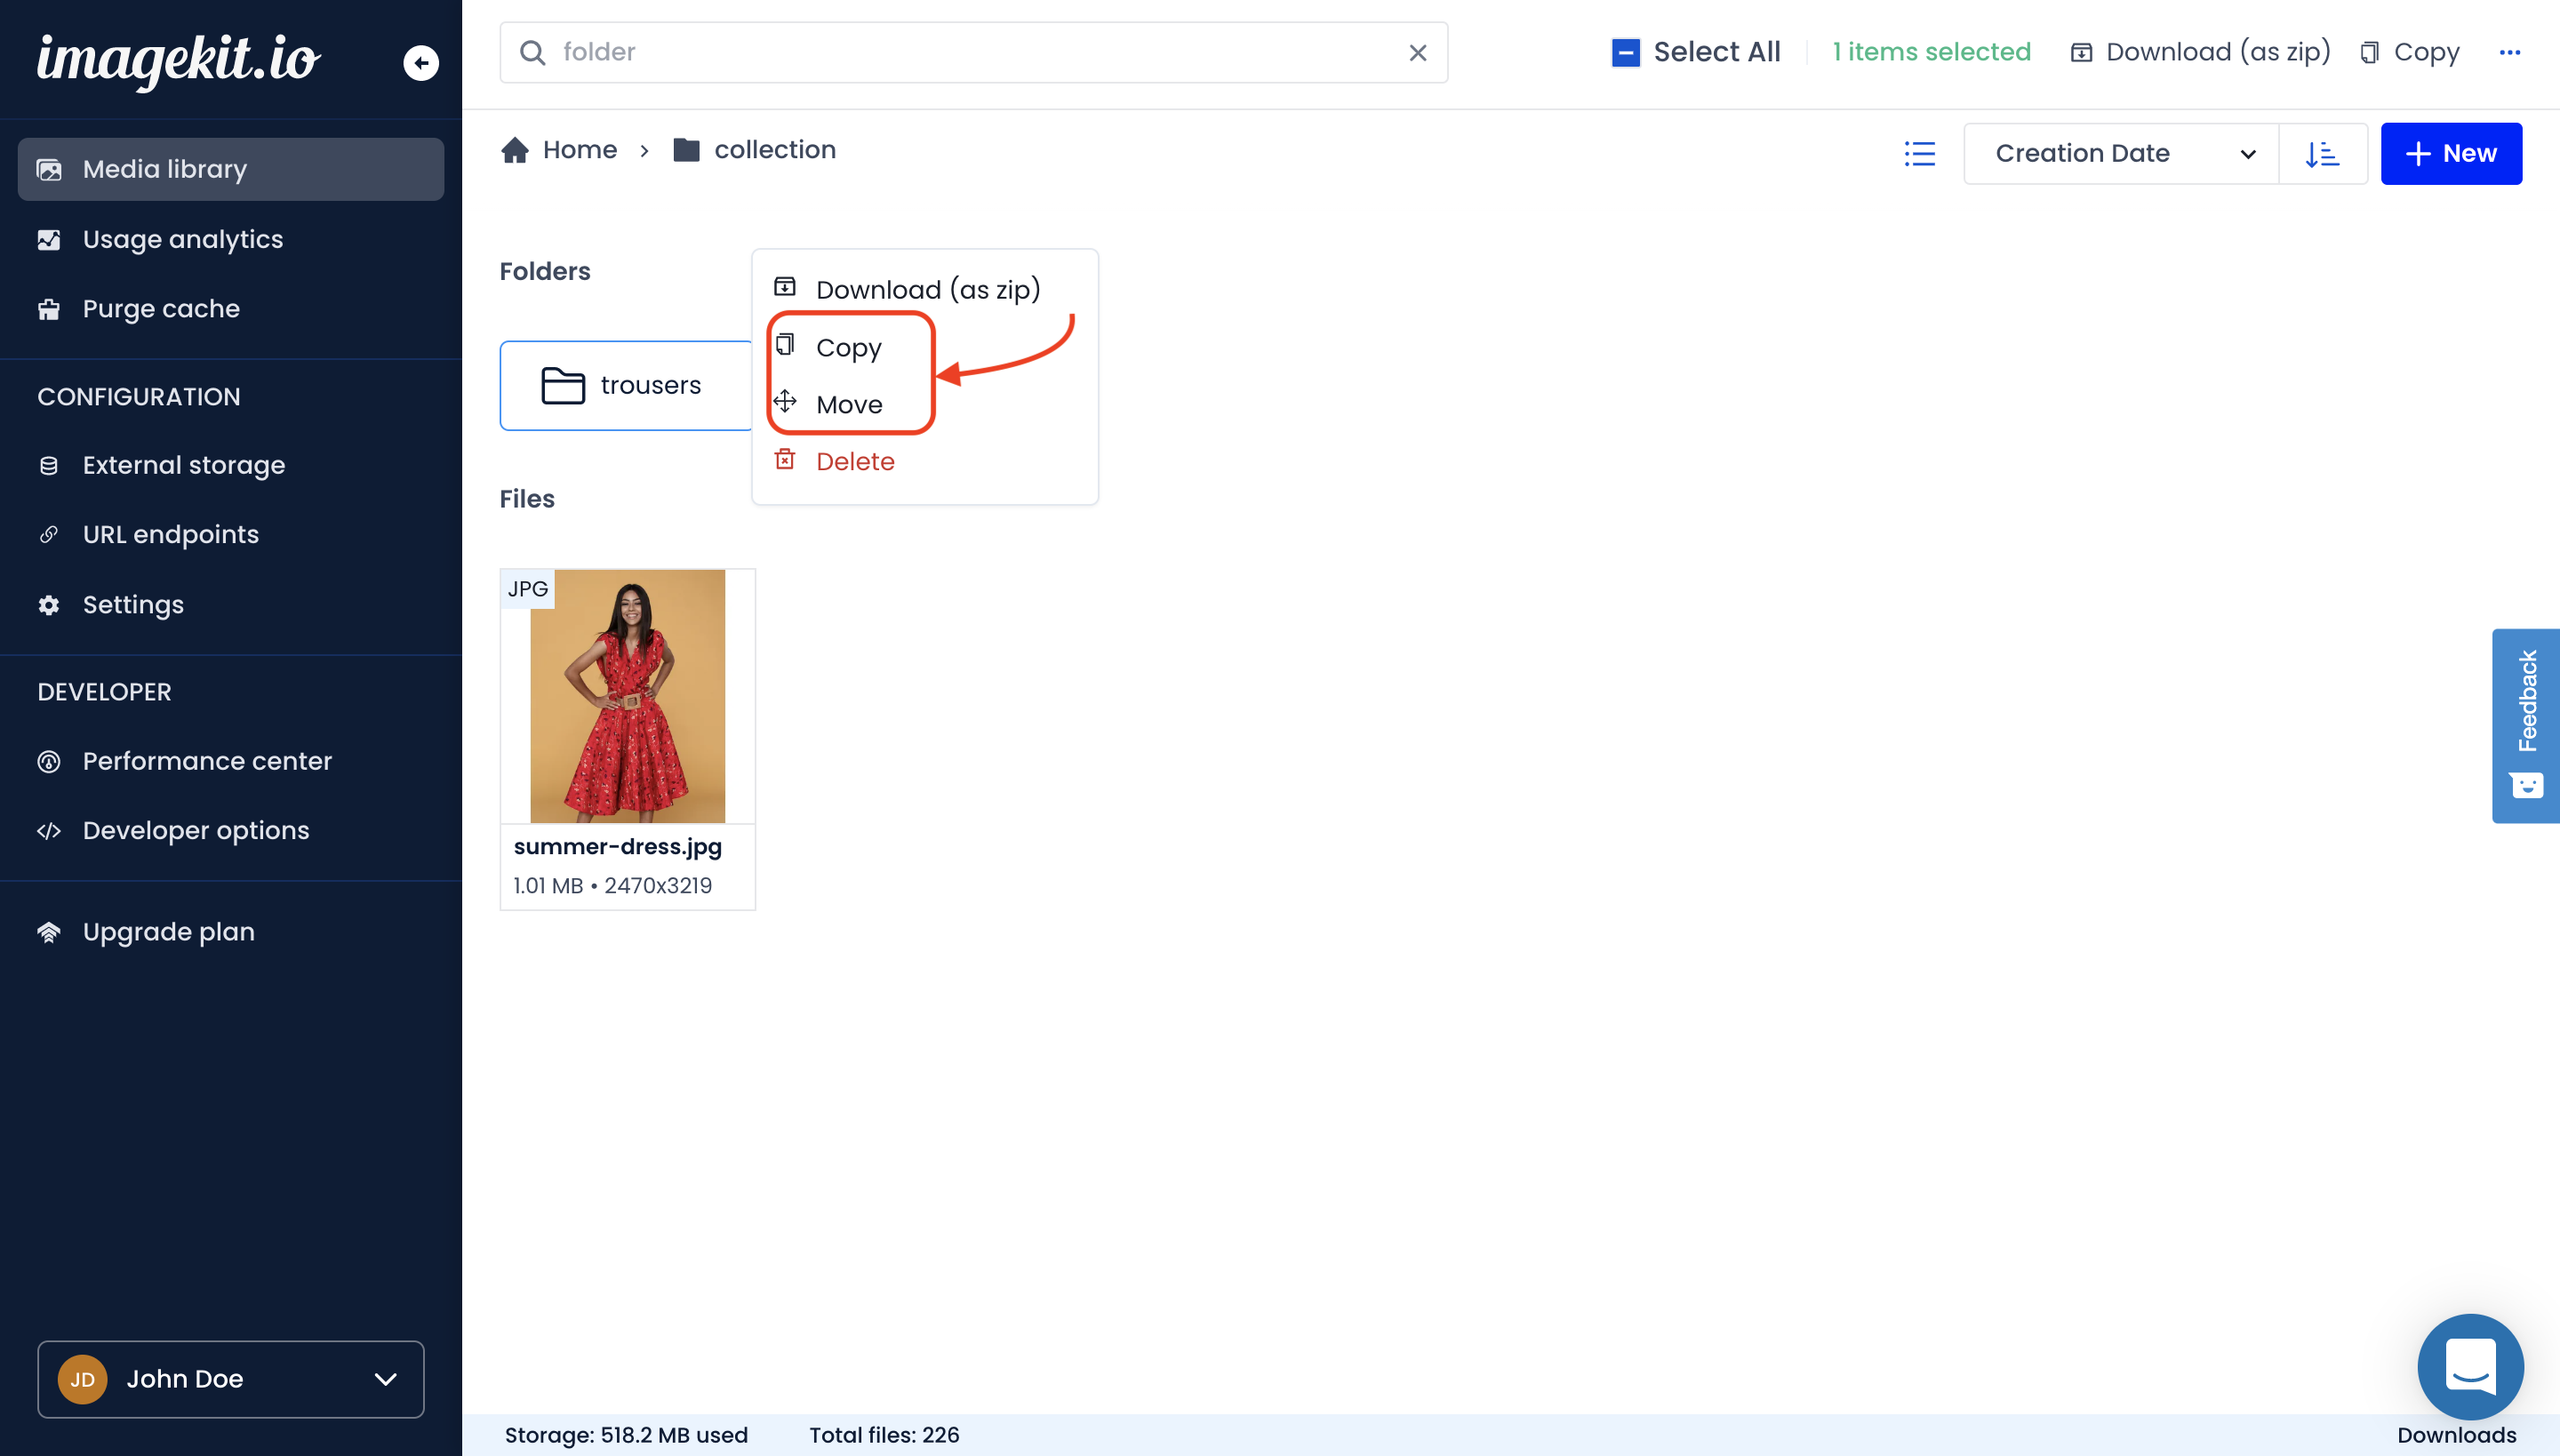 imagekit.io
Media library
Usage analytics
Purge cache
CONFIGURATION
External storage
URL endpoints
Settings
DEVELOPER
Performance center
Developer options
Upgrade plan
JD John Doe
folder
Select All
1 items selected
Download (as zip)
Copy
Home
collection
Creation Date
New
Folders
trousers
Download (as zip)
Copy
Move
Delete
Files
JPG
summer-dress.jpg
1.01 MB • 2470x3219
Feedback
Storage: 518.2 MB used
Total files: 226
Downloads